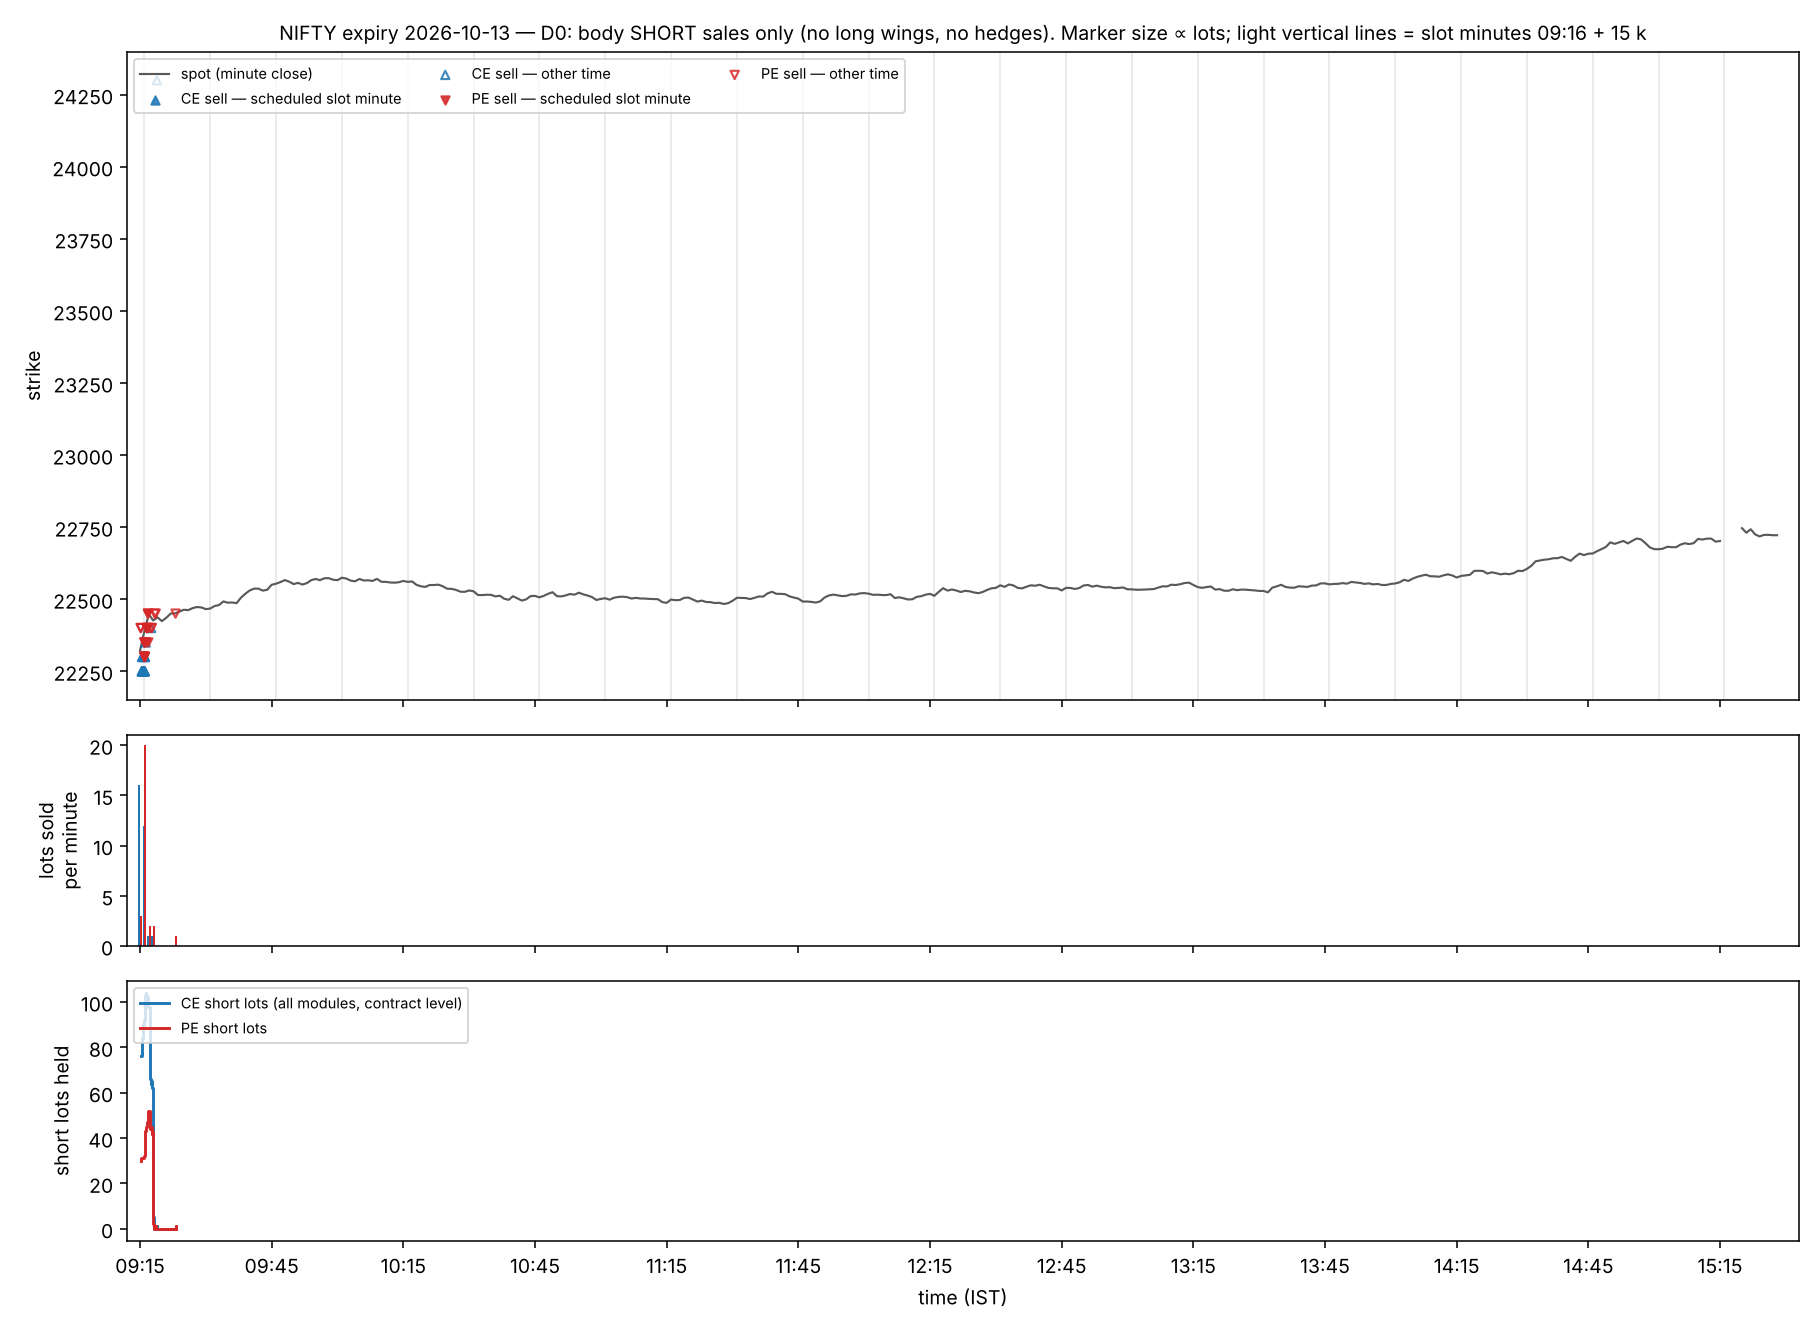 NIFTY expiry 2026-10-13 — D0: body SHORT sales only (no long wings, no hedges). Marker size ∝ lots; light vertical lines = slot minutes 09:16 + 15 k
spot (minute close)
CE sell — scheduled slot minute
CE sell — other time
PE sell — scheduled slot minute
PE sell — other time
strike
24250
24000
23750
23500
23250
23000
22750
22500
22250
lots sold
per minute
20
15
10
5
0
CE short lots (all modules, contract level)
PE short lots
short lots held
100
80
60
40
20
0
09:15 09:45 10:15 10:45 11:15 11:45 12:15 12:45 13:15 13:45 14:15 14:45 15:15
time (IST)